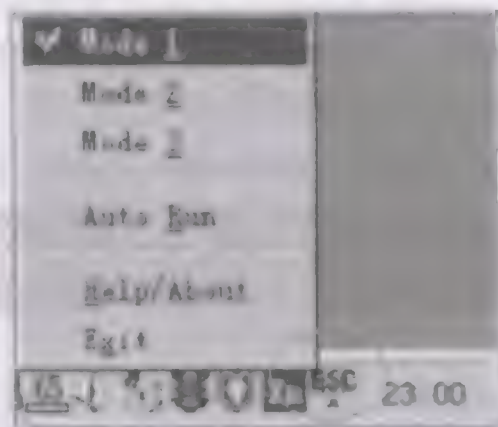 ✔ Mode 1
Mode 2
Mode 3
Auto Run
Help/About
Exit
ESC 23 00